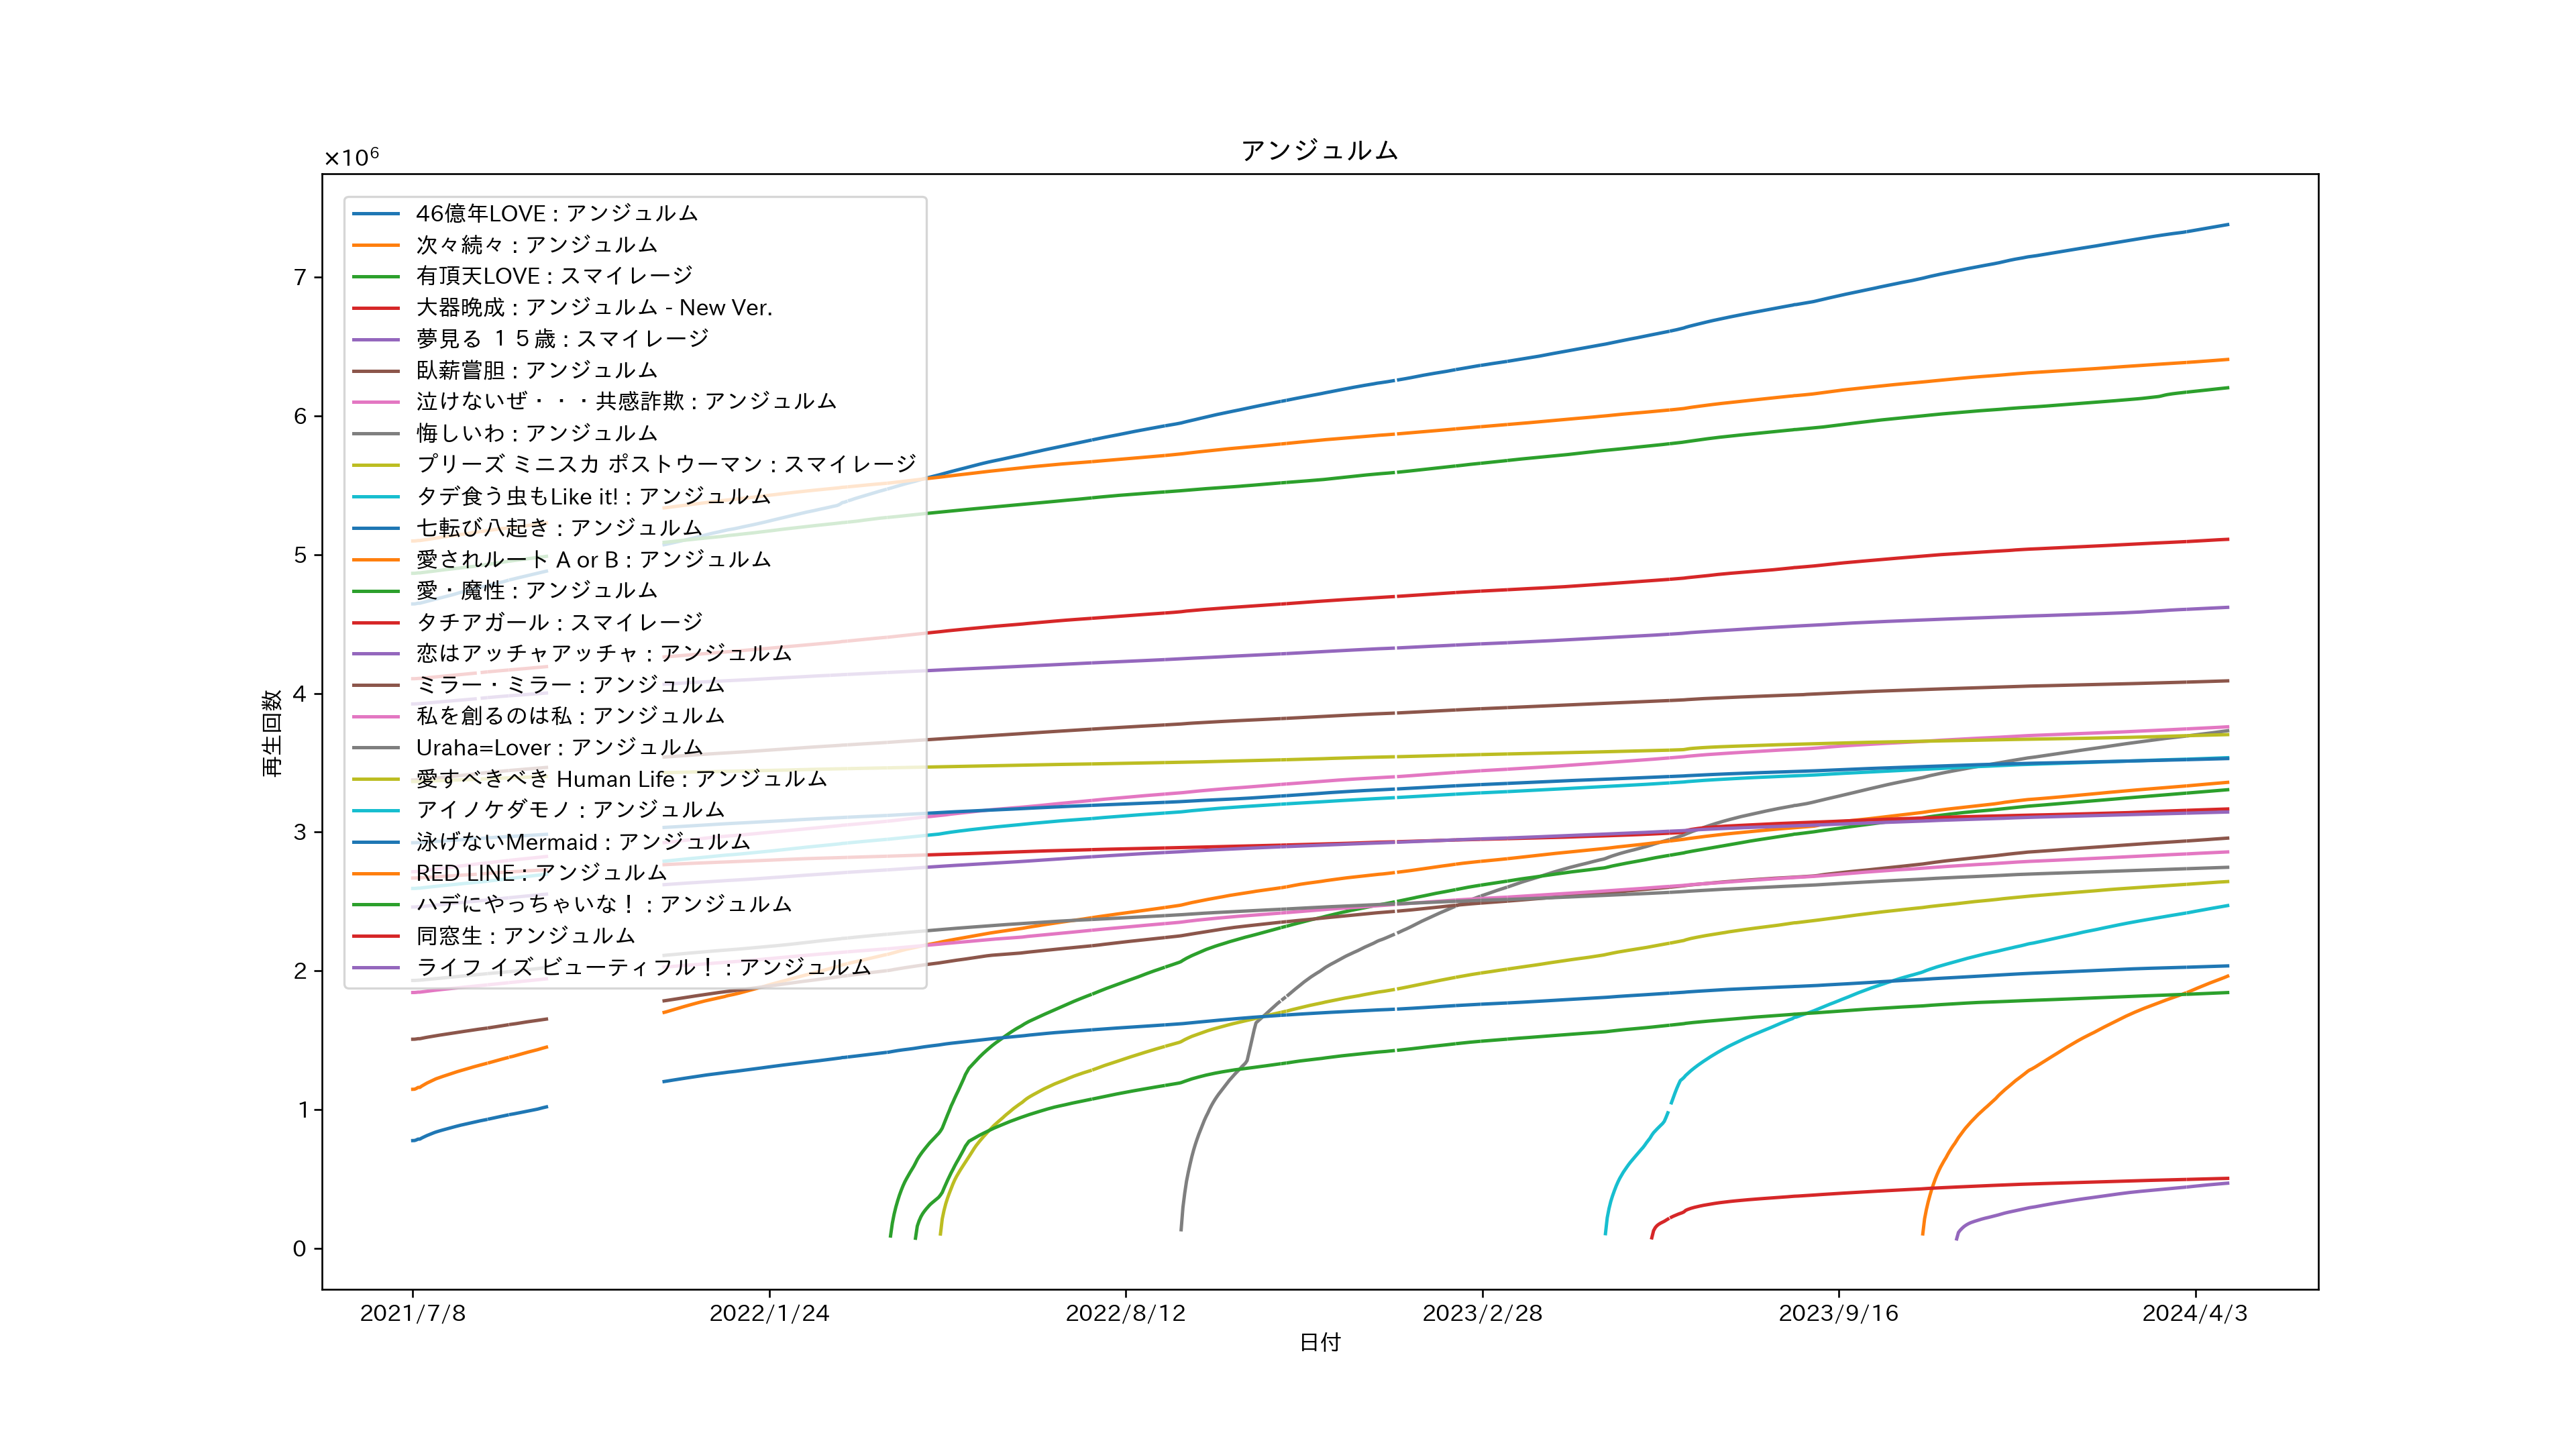 アンジュルム
×10⁶
46億年LOVE : アンジュルム
次々続々 : アンジュルム
有頂天LOVE : スマイレージ
大器晩成 : アンジュルム - New Ver.
夢見る １５歳 : スマイレージ
臥薪嘗胆 : アンジュルム
泣けないぜ・・・共感詐欺 : アンジュルム
悔しいわ : アンジュルム
プリーズ ミニスカ ポストウーマン : スマイレージ
タデ食う虫もLike it! : アンジュルム
七転び八起き : アンジュルム
愛されルート A or B : アンジュルム
愛・魔性 : アンジュルム
タチアガール : スマイレージ
恋はアッチャアッチャ : アンジュルム
ミラー・ミラー : アンジュルム
私を創るのは私 : アンジュルム
Uraha=Lover : アンジュルム
愛すべきべき Human Life : アンジュルム
アイノケダモノ : アンジュルム
泳げないMermaid : アンジュルム
RED LINE : アンジュルム
ハデにやっちゃいな！ : アンジュルム
同窓生 : アンジュルム
ライフ イズ ビューティフル！ : アンジュルム
7
6
5
4
3
2
1
0
再生回数
2021/7/8 2022/1/24 2022/8/12 2023/2/28 2023/9/16 2024/4/3
日付